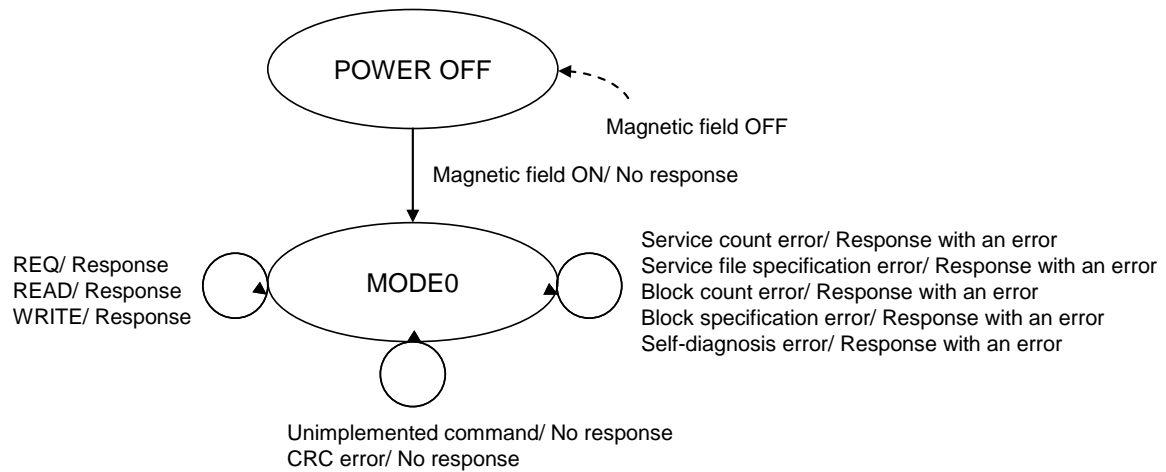 POWER OFF
Magnetic field OFF
Magnetic field ON/ No response
REQ/ Response
READ/ Response
WRITE/ Response
MODE0
Service count error/ Response with an error
Service file specification error/ Response with an error
Block count error/ Response with an error
Block specification error/ Response with an error
Self-diagnosis error/ Response with an error
Unimplemented command/ No response
CRC error/ No response